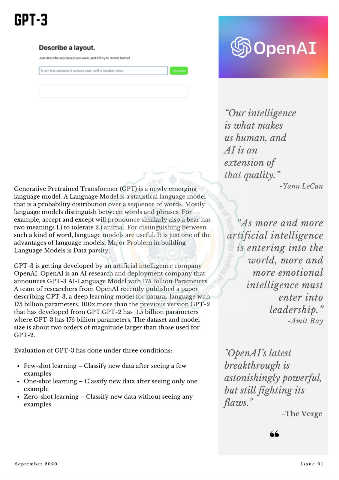 GPT-3
Describe a layout.
OpenAI
"Our intelligence
is what makes
us human, and
AI is an
extension of
that quality."
-Yann LeCun
"As more and more
artificial intelligence
is entering into the
world, more and
more emotional
intelligence must
enter into
leadership."
-Amit Ray
"OpenAI's latest
breakthrough is
astonishingly powerful,
but still fighting its
flaws."
-The Verge
Generative Pretrained Transformer (GPT) is a newly emerging
language model. A Language Model is a statistical language model
that is a probability distribution over a sequence of words. Mostly
language models distinguish between words and phrases. For
example, accept and except will pronounce similarly also a bear has
two meanings 1.) to tolerate 2.) animal. For distinguishing between
such a kind of word, language models are useful. It is just one of the
advantages of language models. Major Problem in building
Language Models is Data parsity.
GPT-3 is getting developed by an artificial intelligence company
OpenAI. OpenAI is an AI research and deployment company that
announces GPT-3 AI-Language Model with 175 billion Parameters.
A team of researchers from OpenAI recently published a paper
describing GPT-3, a deep learning model for natural language with
175 billion parameters, 100x more than the previous version GPT-2
that has developed from GPT. GPT-2 has 1.5 billion parameters
where GPT-3 has 175 billion parameters. The dataset and model
size is about two orders of magnitude larger than those used for
GPT-2.
Evaluation of GPT-3 has done under three conditions:
• Few-shot learning – Classify new data after seeing a few
examples
• One-shot learning – Classify new data after seeing only one
example
• Zero-shot learning – Classify new data without seeing any
examples
September 2020